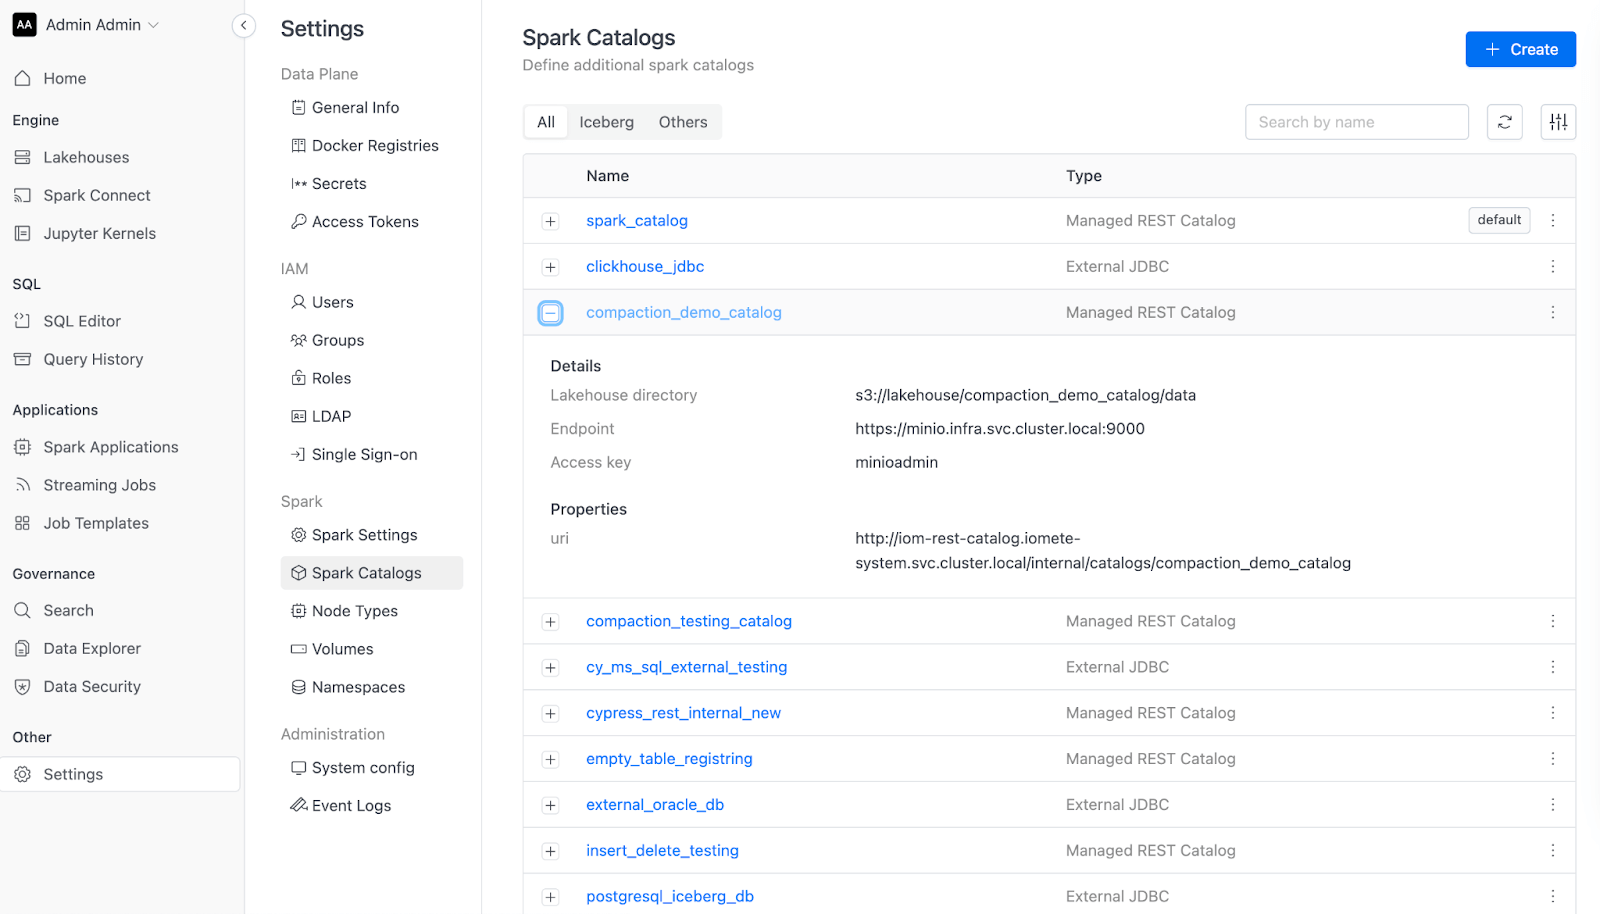 AA Admin Admin
Home
Engine
Lakehouses
Spark Connect
Jupyter Kernels
SQL
SQL Editor
Query History
Applications
Spark Applications
Streaming Jobs
Job Templates
Governance
Search
Data Explorer
Data Security
Other
Settings
Settings
Data Plane
General Info
Docker Registries
Secrets
Access Tokens
IAM
Users
Groups
Roles
LDAP
Single Sign-on
Spark
Spark Settings
Spark Catalogs
Node Types
Volumes
Namespaces
Administration
System config
Event Logs
Spark Catalogs
Define additional spark catalogs
+ Create
All Iceberg Others
Search by name
Name Type
spark_catalog Managed REST Catalog default
clickhouse_jdbc External JDBC
compaction_demo_catalog Managed REST Catalog
Details
Lakehouse directory s3://lakehouse/compaction_demo_catalog/data
Endpoint https://minio.infra.svc.cluster.local:9000
Access key minioadmin
Properties
uri http://iom-rest-catalog.iomete-
system.svc.cluster.local/internal/catalogs/compaction_demo_catalog
compaction_testing_catalog Managed REST Catalog
cy_ms_sql_external_testing External JDBC
cypress_rest_internal_new Managed REST Catalog
empty_table_registring Managed REST Catalog
external_oracle_db External JDBC
insert_delete_testing Managed REST Catalog
postgresql_iceberg_db External JDBC